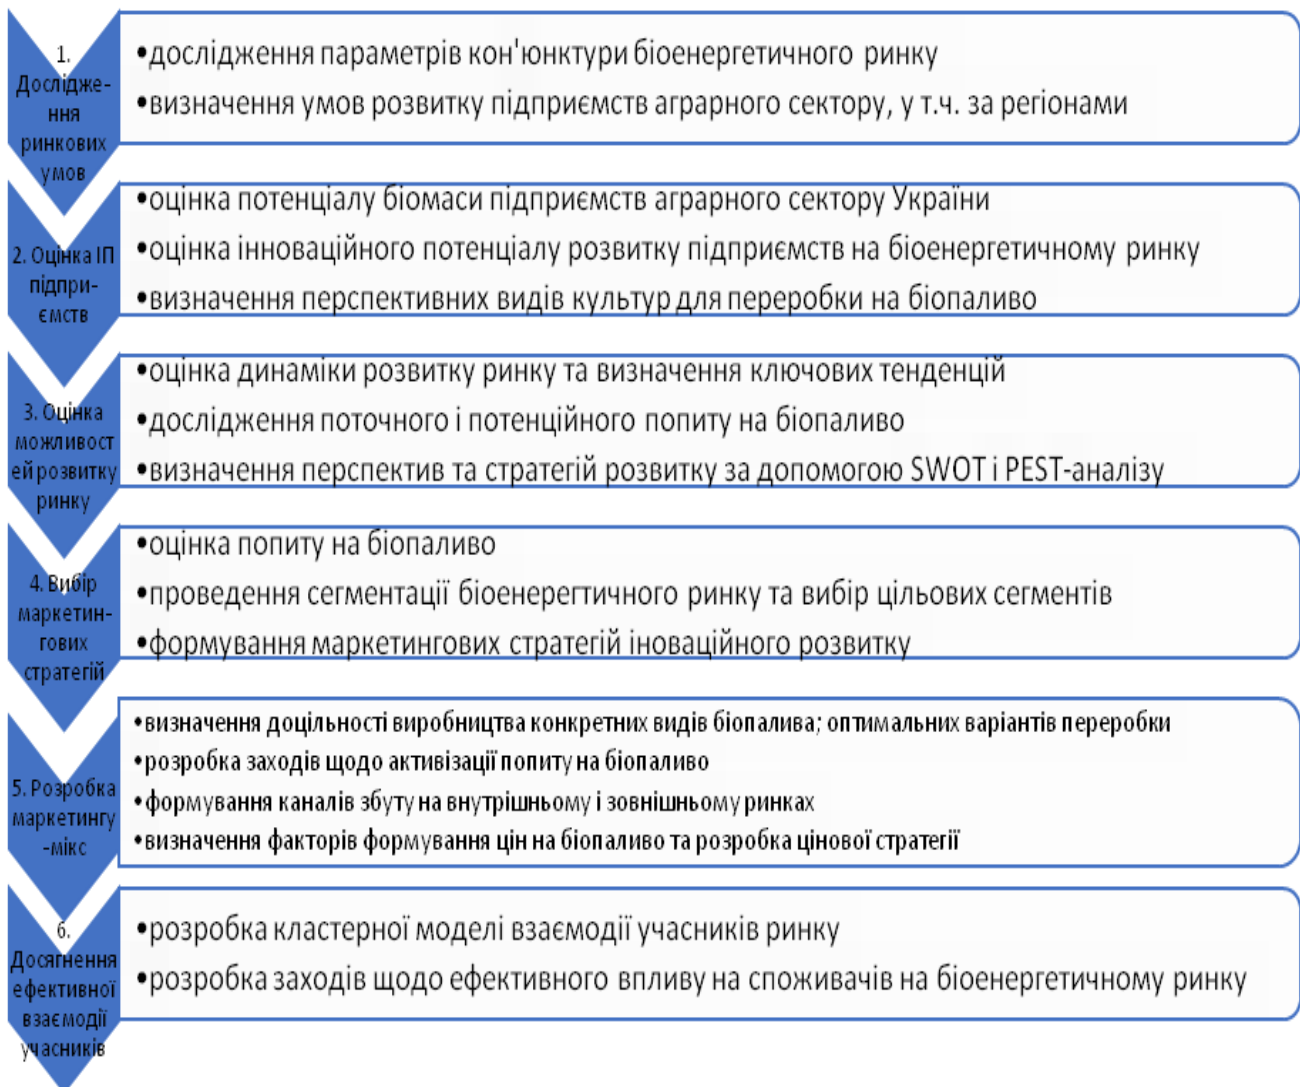 1.
Дослідже-
ння
ринкових
умов
•дослідження параметрів кон'юнктури біоенергетичного ринку
•визначення умов розвитку підприємств аграрного сектору, у т.ч. за регіонами
2. Оцінка ІП
підпри-
ємств
•оцінка потенціалу біомаси підприємств аграрного сектору України
•оцінка інноваційного потенціалу розвитку підприємств на біоенергетичному ринку
•визначення перспективних видів культур для переробки на біопаливо
3. Оцінка
можливост
ей розвитку
ринку
•оцінка динаміки розвитку ринку та визначення ключових тенденцій
•дослідження поточного і потенційного попиту на біопаливо
•визначення перспектив та стратегій розвитку за допомогою SWOT і PEST-аналізу
4. Вибір
маркетин-
гових
стратегій
•оцінка попиту на біопаливо
•проведення сегментації біоенерегтичного ринку та вибір цільових сегментів
•формування маркетингових стратегій іноваційного розвитку
5. Розробка
маркетингу
-мікс
•визначення доцільності виробництва конкретних видів біопалива; оптимальних варіантів переробки
•розробка заходів щодо активізації попиту на біопаливо
•формування каналів збуту на внутрішньому і зовнішньому ринках
•визначення факторів формування цін на біопаливо та розробка цінової стратегії
6.
Досягнення
ефективної
взаємодії
учасників
•розробка кластерної моделі взаємодії учасників ринку
•розробка заходів щодо ефективного впливу на споживачів на біоенергетичному ринку